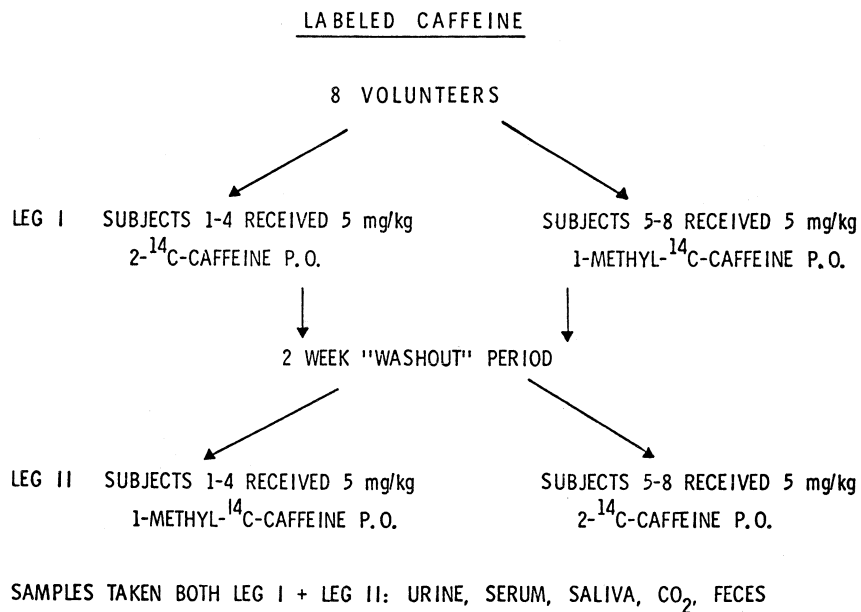 LABELED CAFFEINE
8 VOLUNTEERS
LEG I SUBJECTS 1-4 RECEIVED 5 mg/kg
2-¹⁴C-CAFFEINE P.O.
SUBJECTS 5-8 RECEIVED 5 mg/kg
1-METHYL-¹⁴C-CAFFEINE P.O.
2 WEEK "WASHOUT" PERIOD
LEG II SUBJECTS 1-4 RECEIVED 5 mg/kg
1-METHYL-¹⁴C-CAFFEINE P.O.
SUBJECTS 5-8 RECEIVED 5 mg/kg
2-¹⁴C-CAFFEINE P.O.
SAMPLES TAKEN BOTH LEG I + LEG II: URINE, SERUM, SALIVA, CO₂, FECES